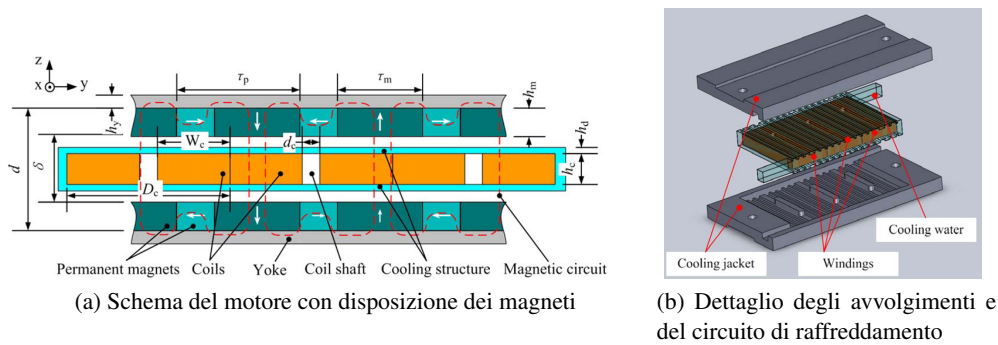 z
x
y
τp
τm
hm
hy
Wc
dc
hd
d
δ
hc
Dc
Permanent magnets
Coils
Yoke
Coil shaft
Cooling structure
Magnetic circuit
(a) Schema del motore con disposizione dei magneti
Cooling water
Cooling jacket
Windings
(b) Dettaglio degli avvolgimenti e
del circuito di raffreddamento